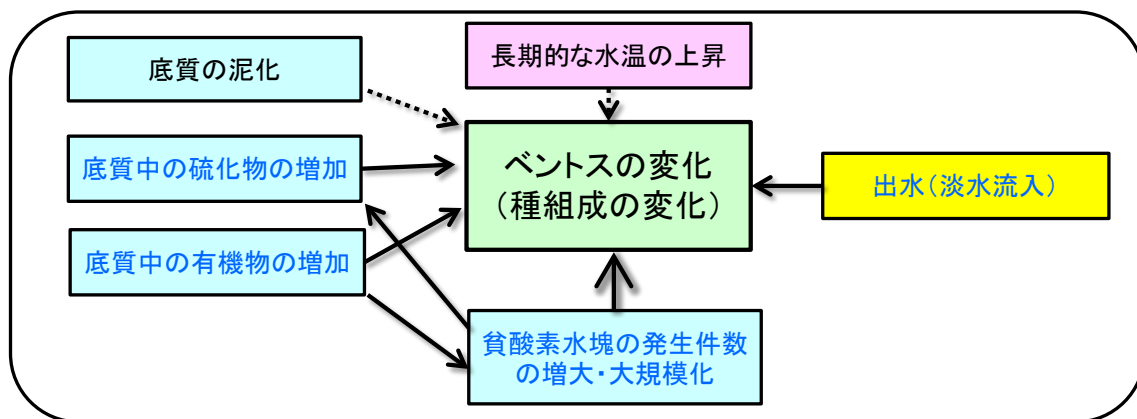 底質の泥化
長期的な水温の上昇
底質中の硫化物の増加
ベントスの変化
（種組成の変化）
出水（淡水流入）
底質中の有機物の増加
貧酸素水塊の発生件数
の増大・大規模化